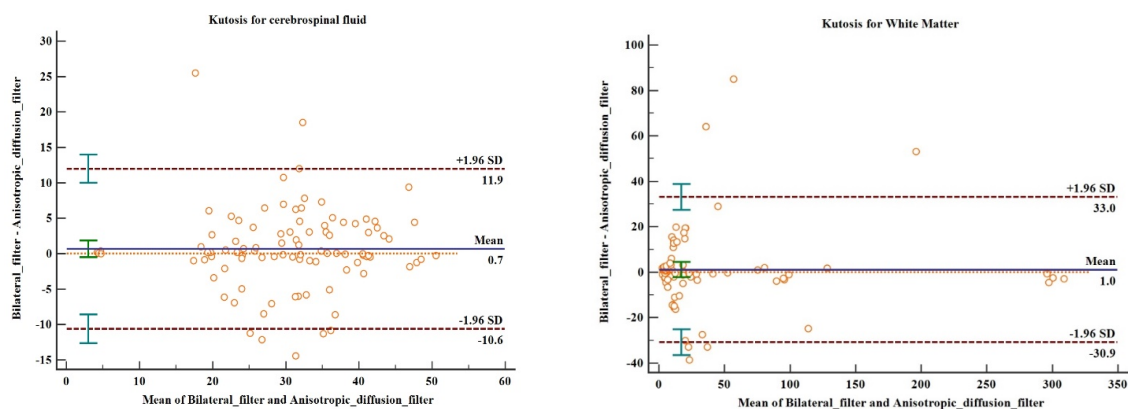 Kutosis for cerebrospinal fluid
Bilateral_filter - Anisotropic_diffusion_filter
30
25
20
15
10
5
0
-5
-10
-15
+1.96 SD
11.9
Mean
0.7
-1.96 SD
-10.6
0 10 20 30 40 50 60
Mean of Bilateral_filter and Anisotropic_diffusion_filter
Kutosis for White Matter
Bilateral_filter - Anisotropic_diffusion_filter
100
80
60
40
20
0
-20
-40
+1.96 SD
33.0
Mean
1.0
-1.96 SD
-30.9
0 50 100 150 200 250 300 350
Mean of Bilateral_filter and Anisotropic_diffusion_filter